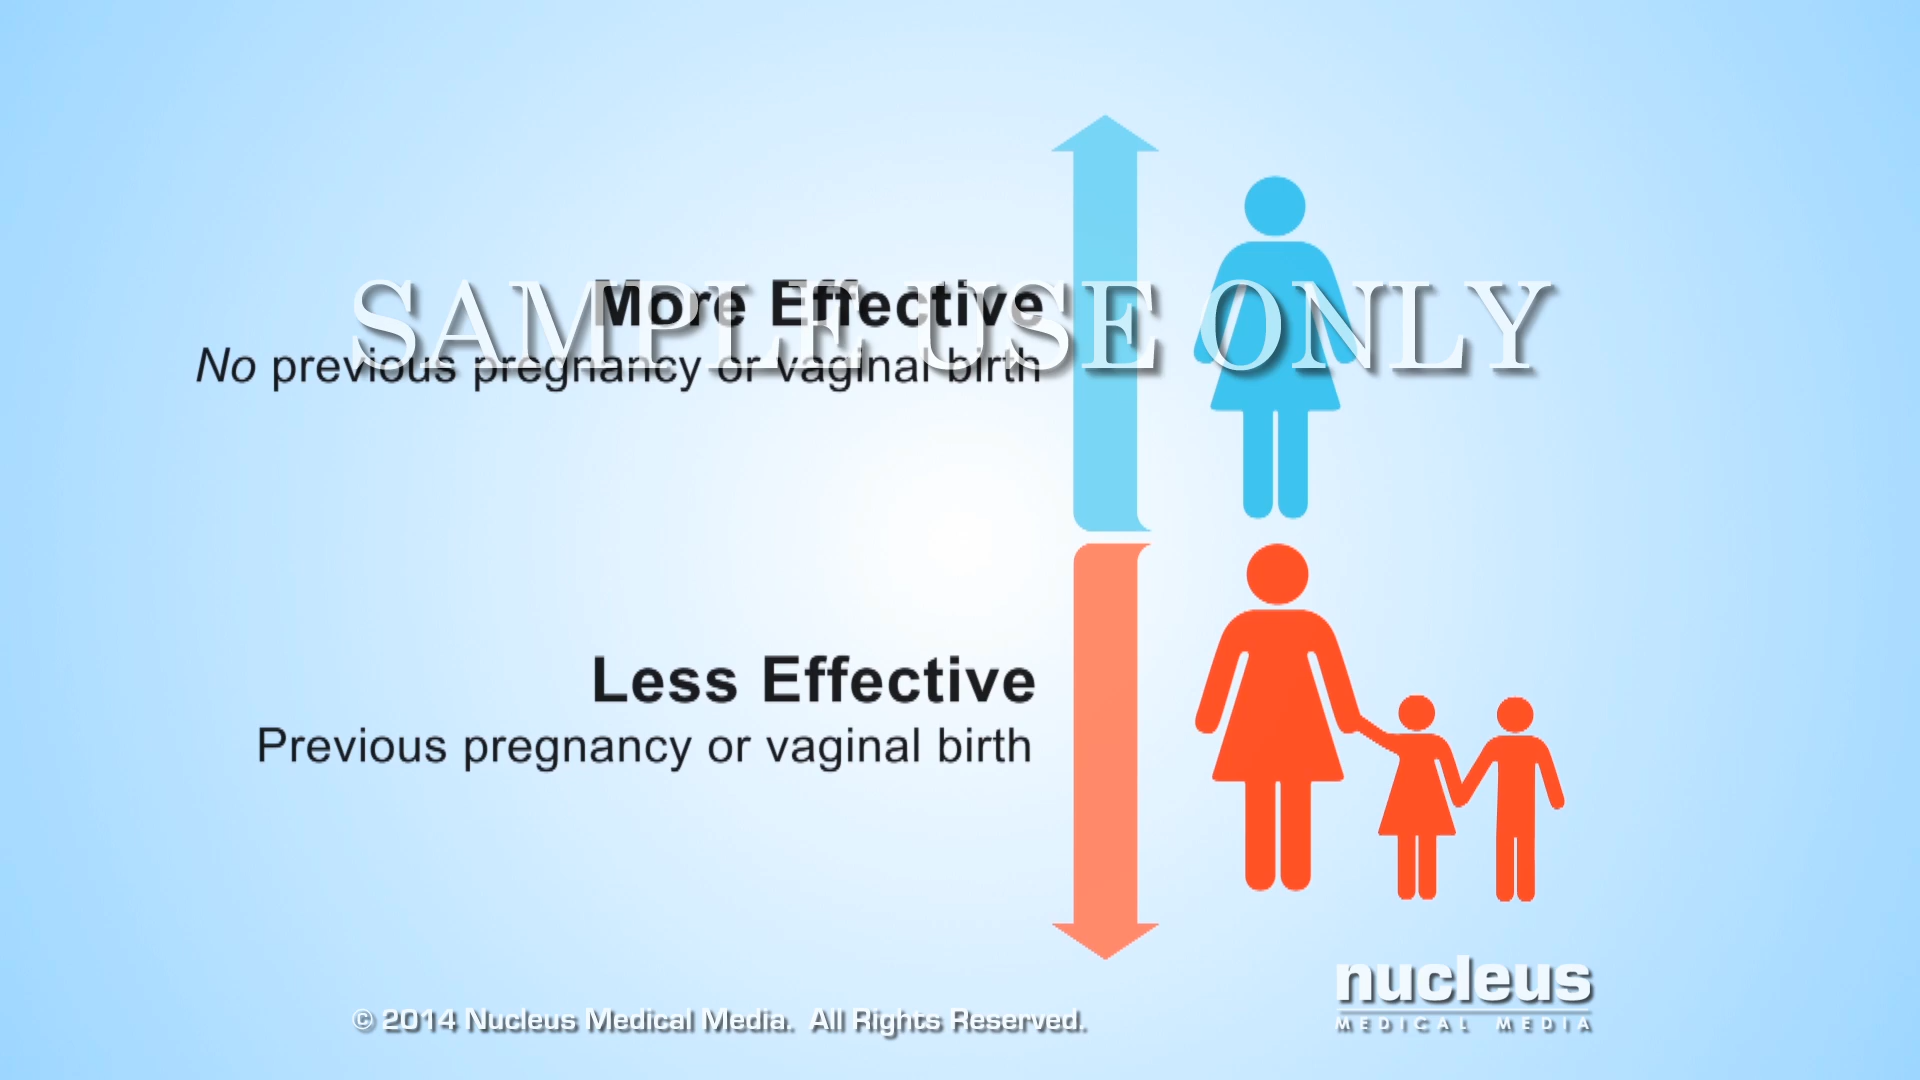 SAMPLE USE ONLY
More Effective
No previous pregnancy or vaginal birth
Less Effective
Previous pregnancy or vaginal birth
nucleus
MEDICAL MEDIA
© 2014 Nucleus Medical Media. All Rights Reserved.